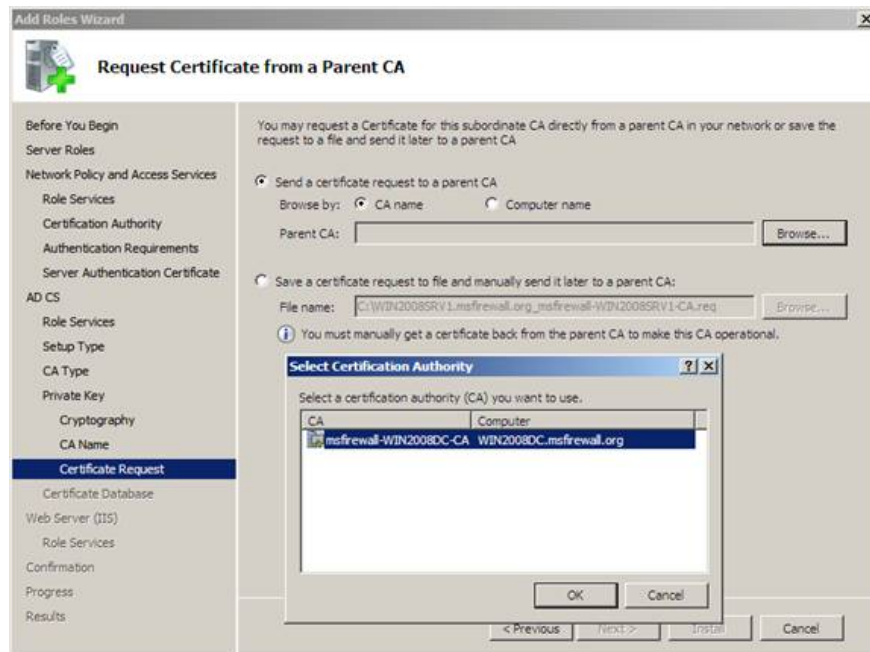 Add Roles Wizard
Request Certificate from a Parent CA
Before You Begin
Server Roles
Network Policy and Access Services
Role Services
Certification Authority
Authentication Requirements
Server Authentication Certificate
AD CS
Role Services
Setup Type
CA Type
Private Key
Cryptography
CA Name
Certificate Request
Certificate Database
Web Server (IIS)
Role Services
Confirmation
Progress
Results
You may request a Certificate for this subordinate CA directly from a parent CA in your network or save the
request to a file and send it later to a parent CA
Send a certificate request to a parent CA
Browse by: CA name Computer name
Parent CA: Browse...
Save a certificate request to file and manually send it later to a parent CA:
File name: C:\WIN2008SRV1.msfirewall.org_msfirewall-WIN2008SRV1-CA.req Browse...
You must manually get a certificate back from the parent CA to make this CA operational.
Select Certification Authority
Select a certification authority (CA) you want to use.
CA Computer
msfirewall-WIN2008DC-CA WIN2008DC.msfirewall.org
OK Cancel
< Previous Next > Install Cancel